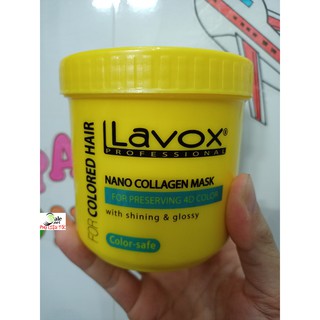 FOR COLORED HAIR
Lavox®
PROFESSIONAL
NANO COLLAGEN MASK
FOR PRESERVING 4D COLOR
with shining & glossy
Color-safe